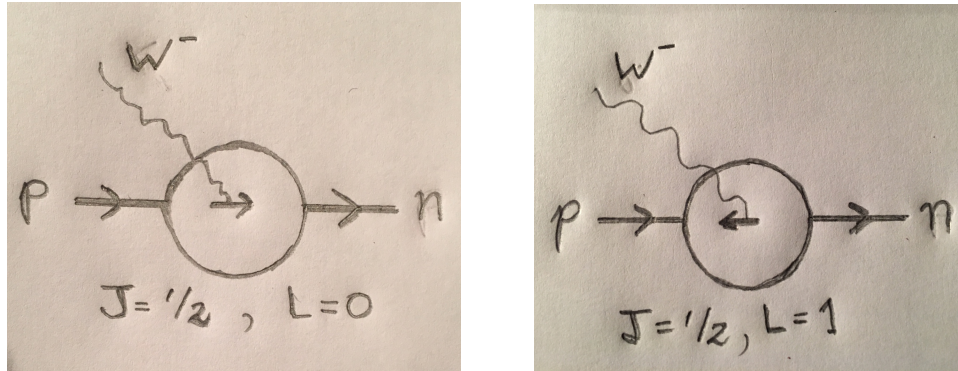 W⁻
p n
J=1/2, L=0
W⁻
p n
J=1/2, L=1